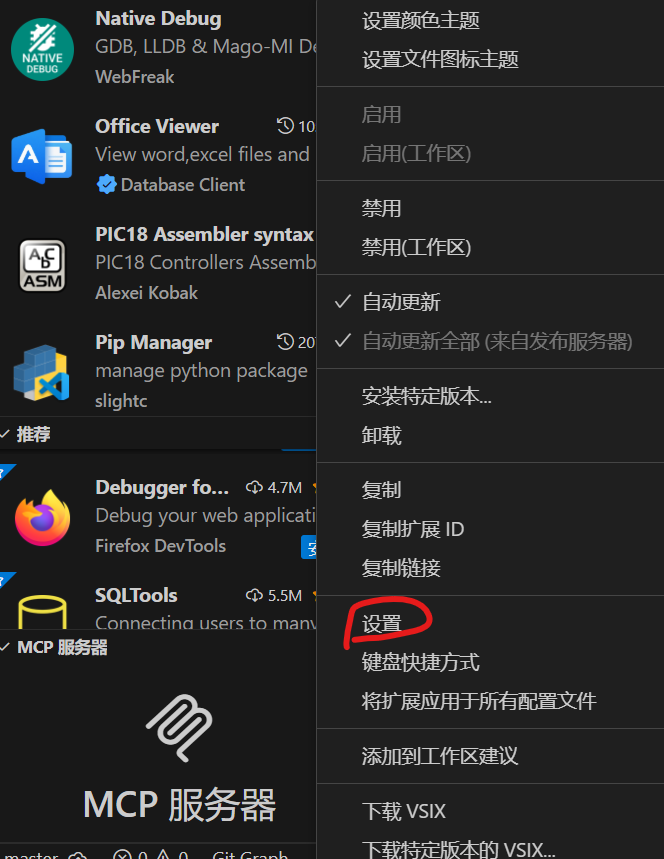 Native Debug
GDB, LLDB & Mago-MI De
WebFreak
NATIVE
DEBUG
Office Viewer
10
View word,excel files and
Database Client
PIC18 Assembler syntax
PIC18 Controllers Assemb
Alexei Kobak
ABC
ASM
Pip Manager
20
manage python package
slightc
推荐
Debugger fo...
4.7M
Debug your web applicati
Firefox DevTools
SQLTools
5.5M
Connecting users to many
MCP 服务器
MCP 服务器
master
0
0
Git Graph
设置颜色主题
设置文件图标主题
启用
启用(工作区)
禁用
禁用(工作区)
自动更新
自动更新全部 (来自发布服务器)
安装特定版本...
卸载
复制
复制扩展 ID
复制链接
设置
键盘快捷方式
将扩展应用于所有配置文件
添加到工作区建议
下载 VSIX
下载特定版本的 VSIX...